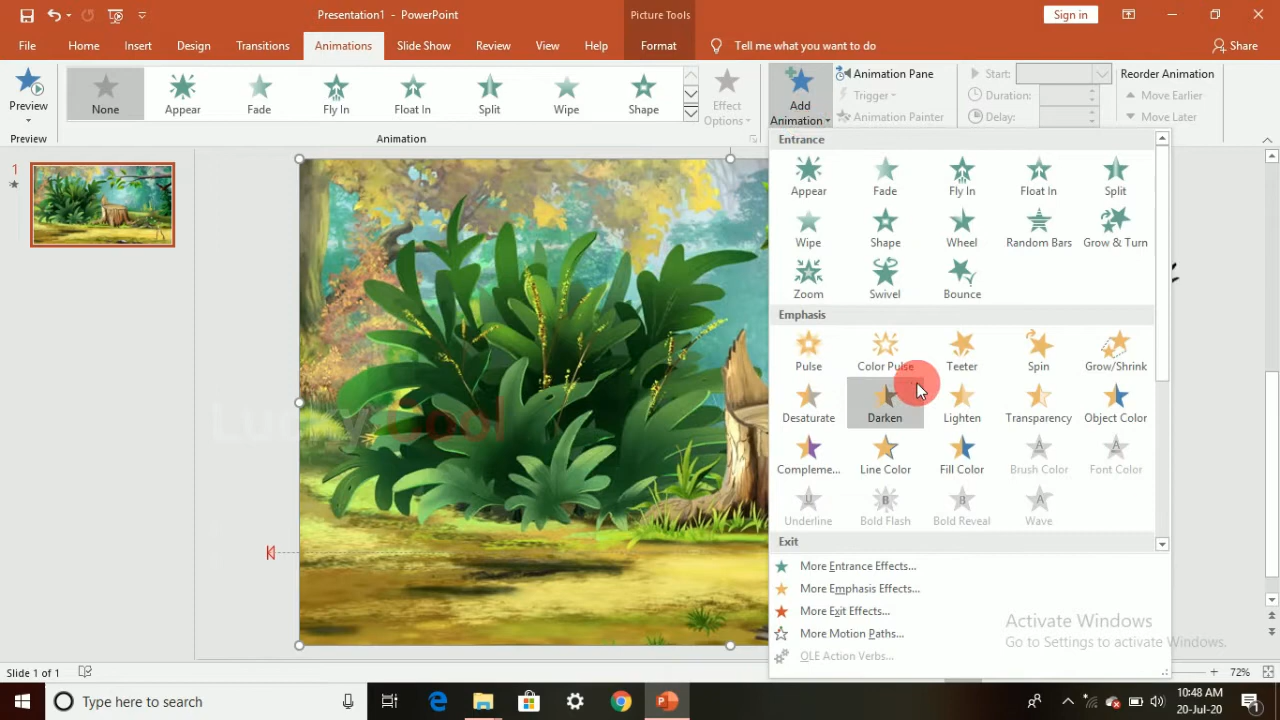 Presentation1 - PowerPoint
Picture Tools
Sign in
File
Home
Insert
Design
Transitions
Animations
Slide Show
Review
View
Help
Format
Tell me what you want to do
Share
Preview
None
Appear
Fade
Fly In
Float In
Split
Wipe
Shape
Effect
Options
Add
Animation
Animation Pane
Trigger
Animation Painter
Start:
Duration:
Delay:
Reorder Animation
Move Earlier
Move Later
Preview
Animation
1
Entrance
Appear
Fade
Fly In
Float In
Split
Wipe
Shape
Wheel
Random Bars
Grow & Turn
Zoom
Swivel
Bounce
Emphasis
Pulse
Color Pulse
Teeter
Spin
Grow/Shrink
Desaturate
Darken
Lighten
Transparency
Object Color
Compleme...
Line Color
Fill Color
Brush Color
Font Color
Underline
Bold Flash
Bold Reveal
Wave
Exit
More Entrance Effects...
More Emphasis Effects...
More Exit Effects...
More Motion Paths...
OLE Action Verbs...
Activate Windows
Go to Settings to activate Windows.
Slide 1 of 1
72%
Type here to search
10:48 AM
20-Jul-20